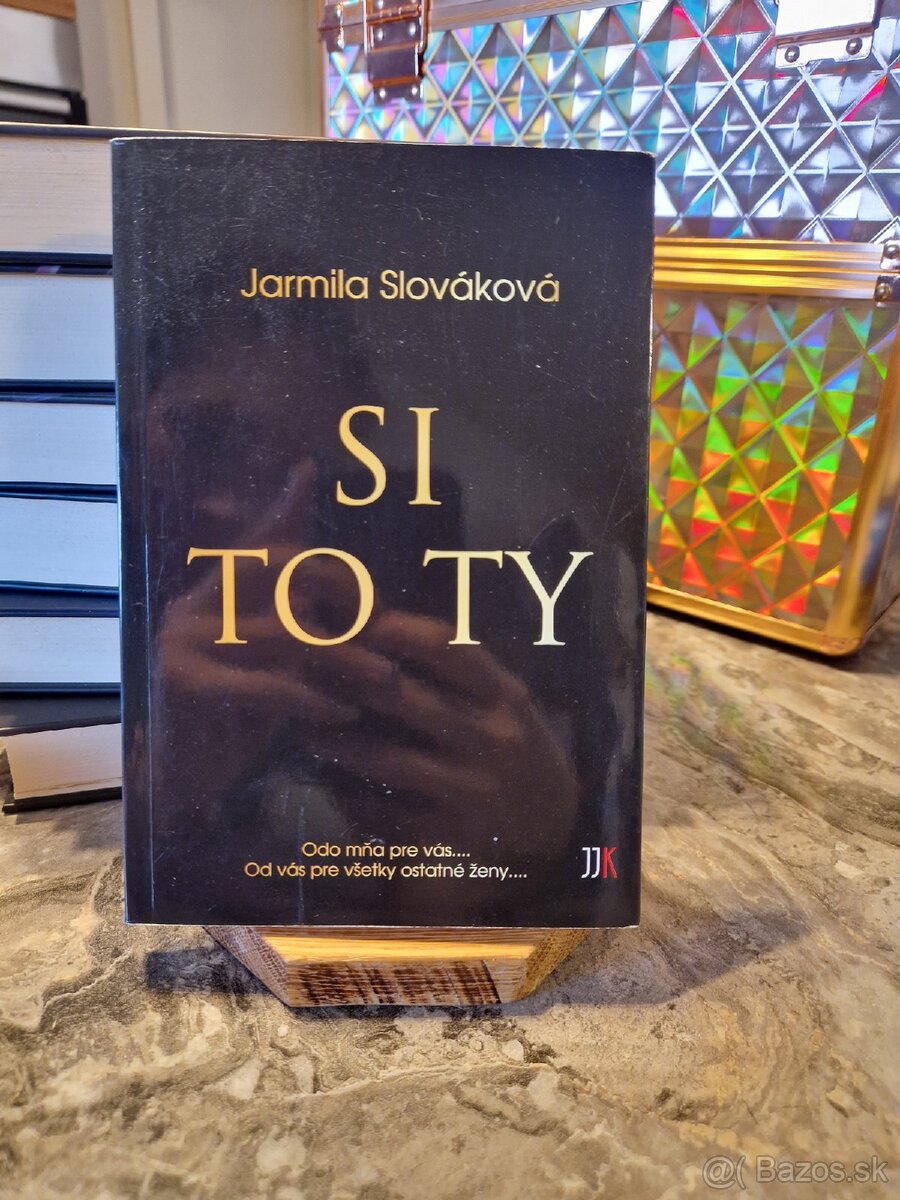 Jarmila Slováková
SI
TO TY
Odo mňa pre vás....
Od vás pre všetky ostatné ženy....
JJK
@( Bazos.sk